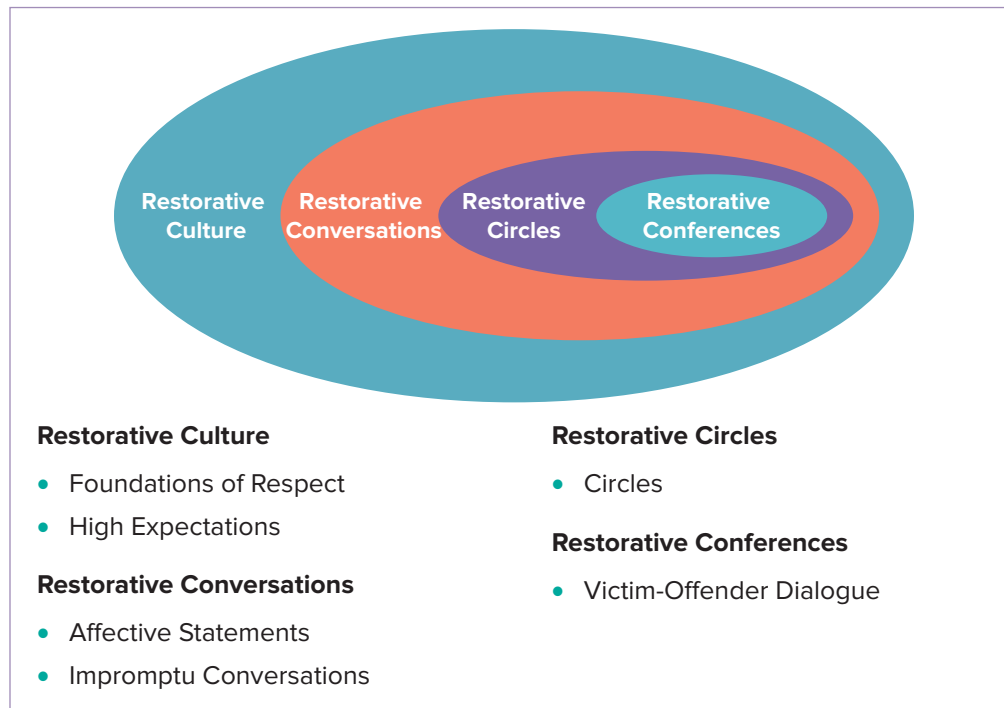 Restorative
Culture
Restorative
Conversations
Restorative
Circles
Restorative
Conferences
Restorative Culture
• Foundations of Respect
• High Expectations
Restorative Conversations
• Affective Statements
• Impromptu Conversations
Restorative Circles
• Circles
Restorative Conferences
• Victim-Offender Dialogue